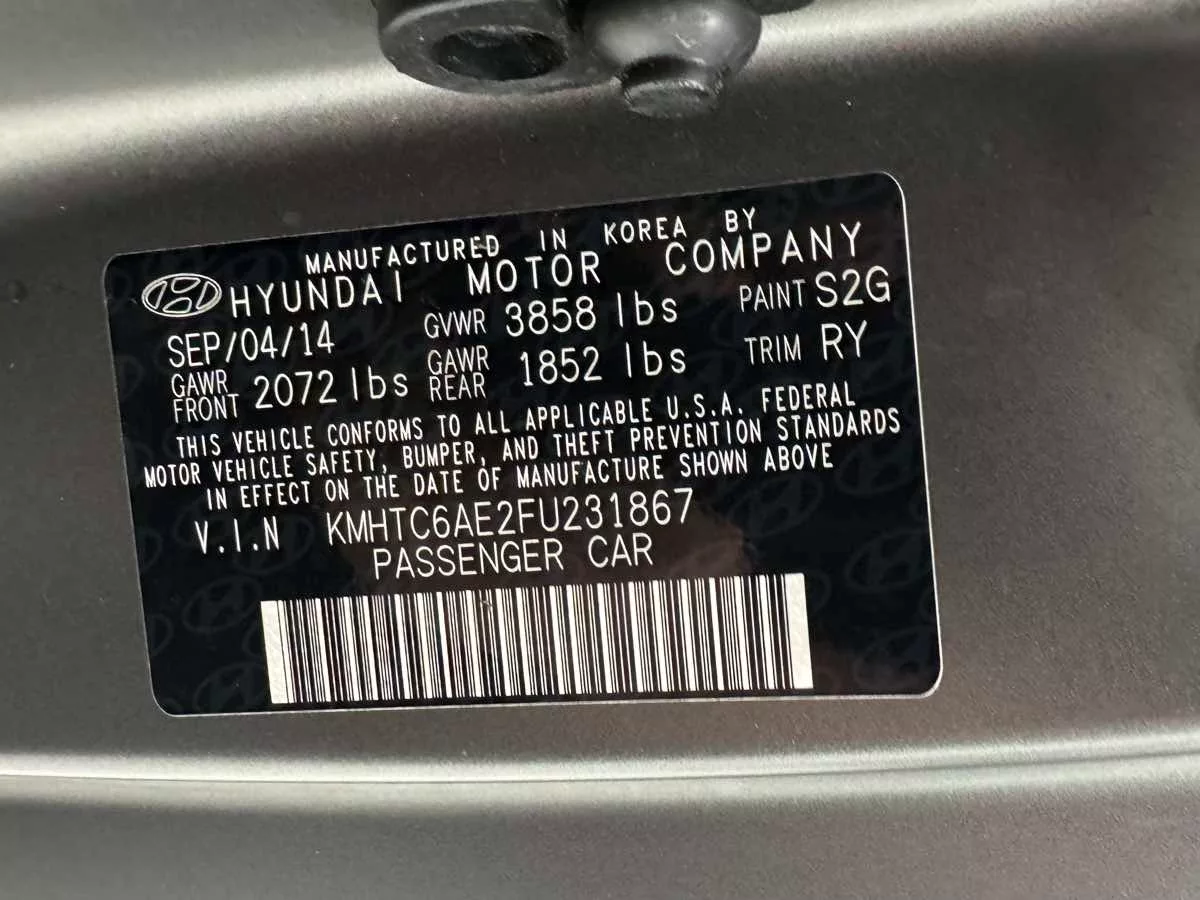 MANUFACTURED IN KOREA BY
HYUNDAI MOTOR COMPANY
SEP/04/14 GVWR 3858 lbs PAINT S2G
GAWR FRONT 2072 lbs GAWR REAR 1852 lbs TRIM RY
THIS VEHICLE CONFORMS TO ALL APPLICABLE U.S.A. FEDERAL
MOTOR VEHICLE SAFETY, BUMPER, AND THEFT PREVENTION STANDARDS
IN EFFECT ON THE DATE OF MANUFACTURE SHOWN ABOVE
V.I.N KMHTC6AE2FU231867
PASSENGER CAR